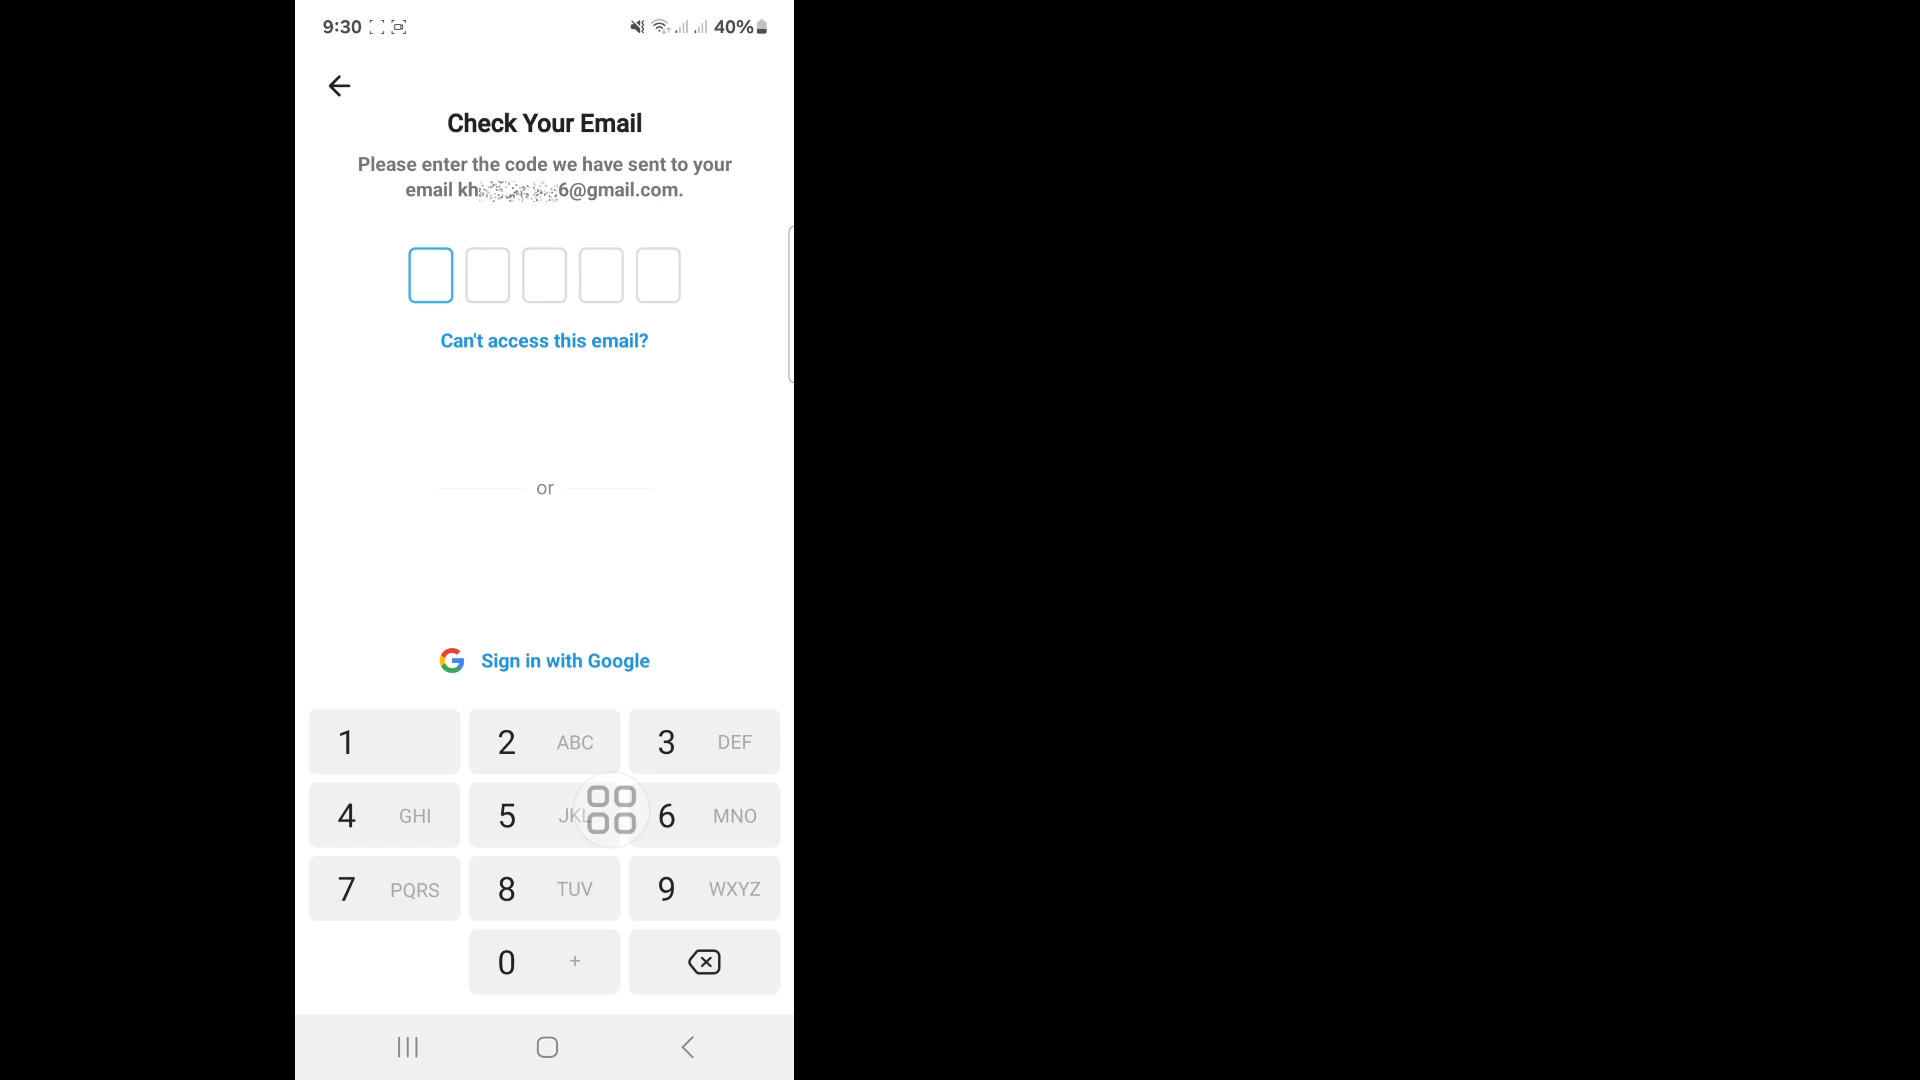 9:30 40%
Check Your Email
Please enter the code we have sent to your
email kh 6@gmail.com.
Can't access this email?
or
Sign in with Google
1 2 ABC 3 DEF
4 GHI 5 JKL 6 MNO
7 PQRS 8 TUV 9 WXYZ
0 +